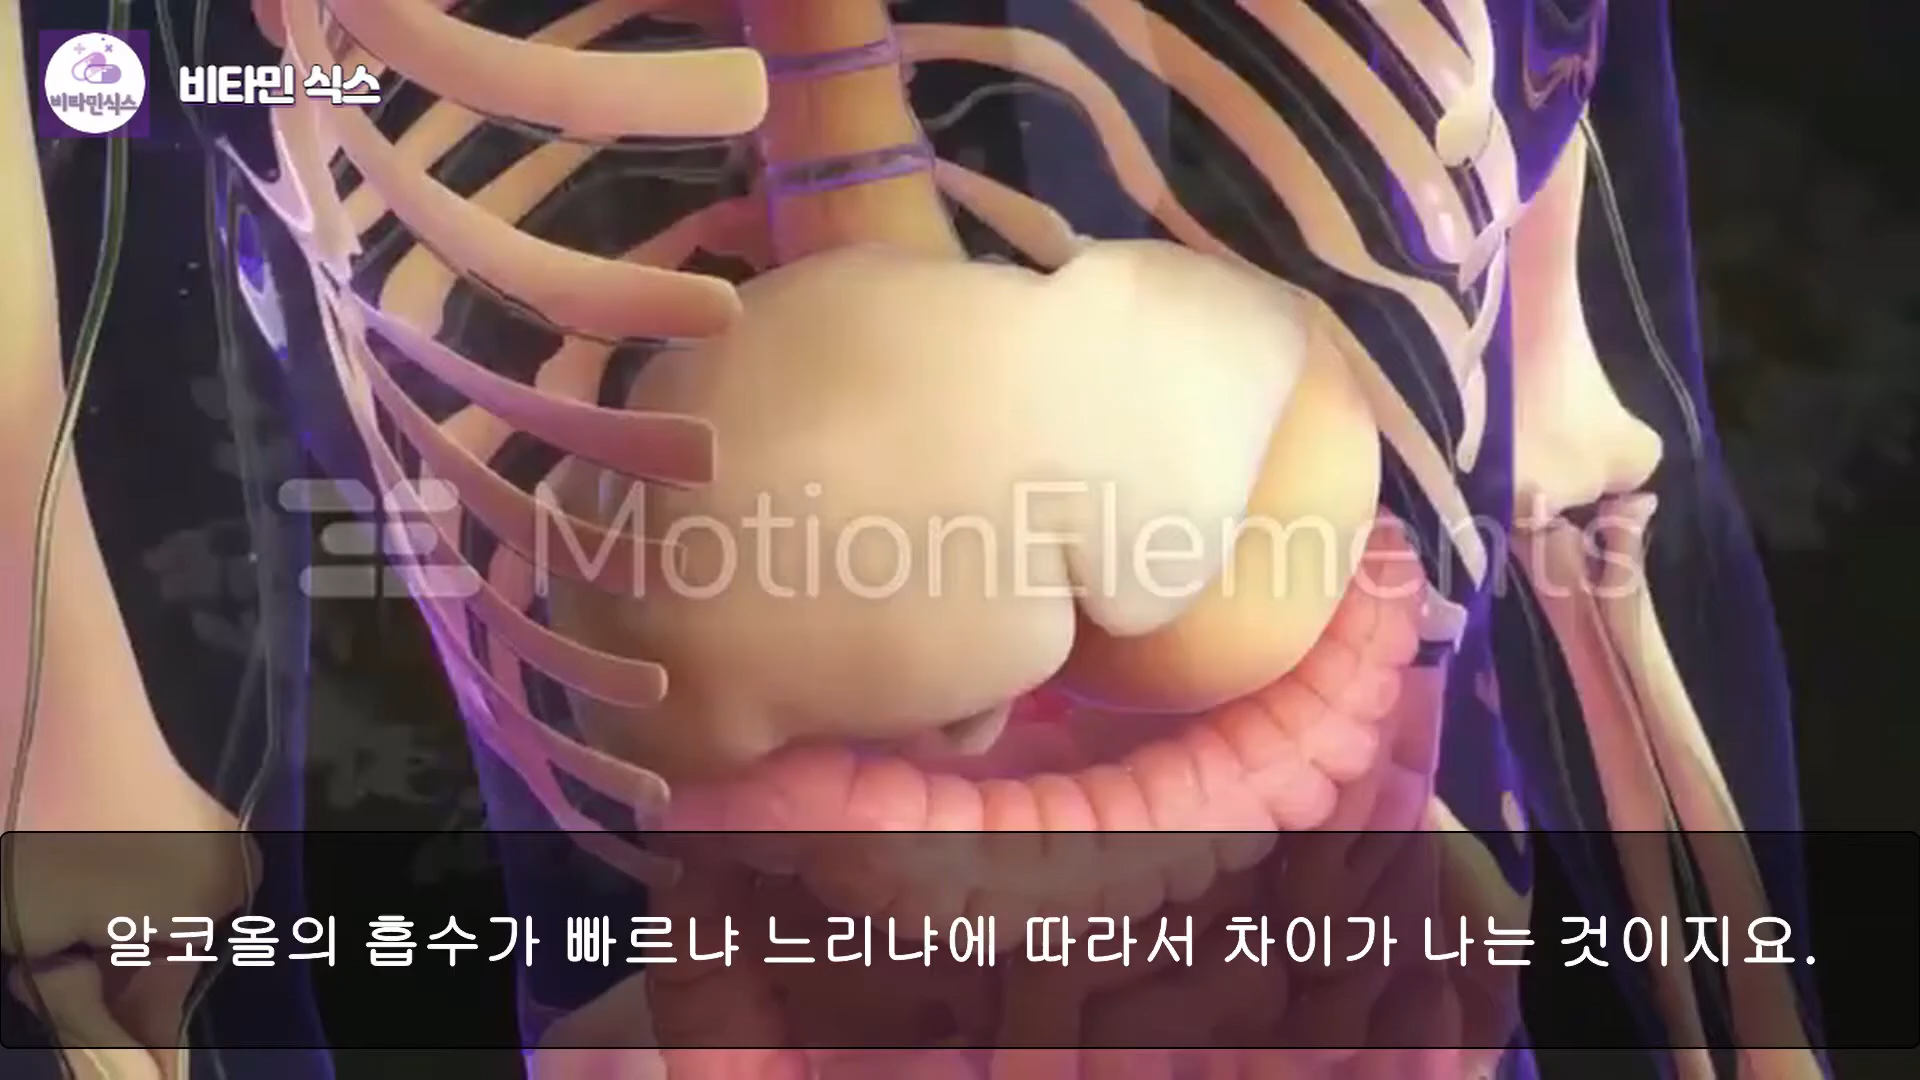 비타민식스
비타민 식스
MotionElements
알코올의 흡수가 빠르냐 느리냐에 따라서 차이가 나는 것이지요.